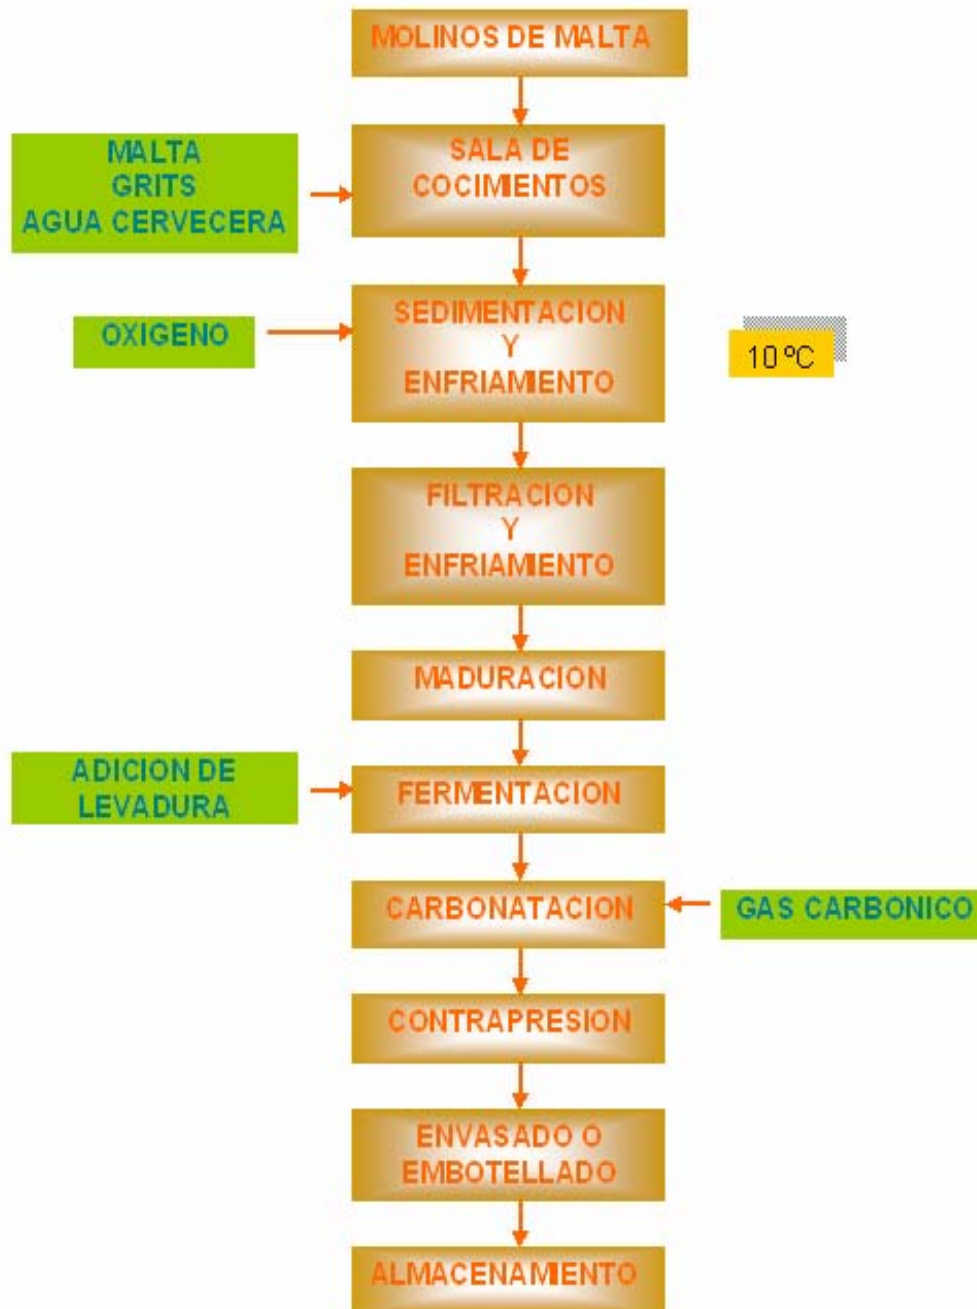 MOLINOS DE MALTA
MALTA
GRITS
AGUA CERVECERA
SALA DE
COCIMIENTOS
OXIGENO
SEDIMENTACION
Y
ENFRIAMIENTO
10 ºC
FILTRACION
Y
ENFRIAMIENTO
MADURACION
ADICION DE
LEVADURA
FERMENTACION
CARBONATACION
GAS CARBONICO
CONTRAPRESION
ENVASADO O
EMBOTELLADO
ALMACENAMIENTO